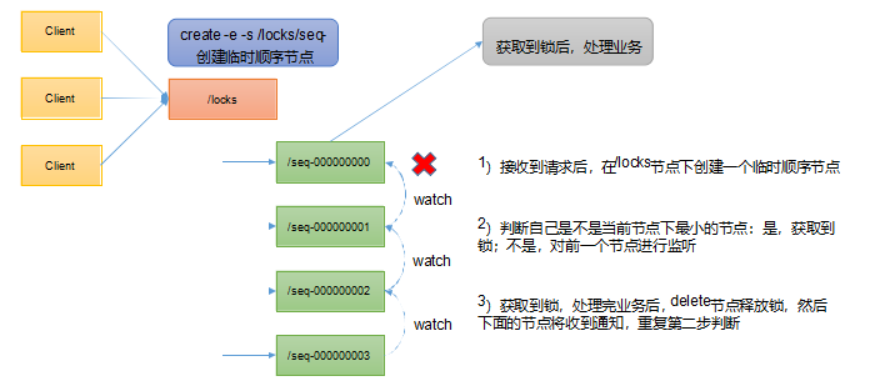 Client
create -e -s /locks/seq-
创建临时顺序节点
获取到锁后，处理业务
Client
/locks
Client
/seq-000000000
1）接收到请求后，在/locks节点下创建一个临时顺序节点
watch
/seq-000000001
2）判断自己是不是当前节点下最小的节点：是，获取到
锁；不是，对前一个节点进行监听
watch
/seq-000000002
3）获取到锁，处理完业务后，delete节点释放锁，然后
下面的节点将收到通知，重复第二步判断
watch
/seq-000000003